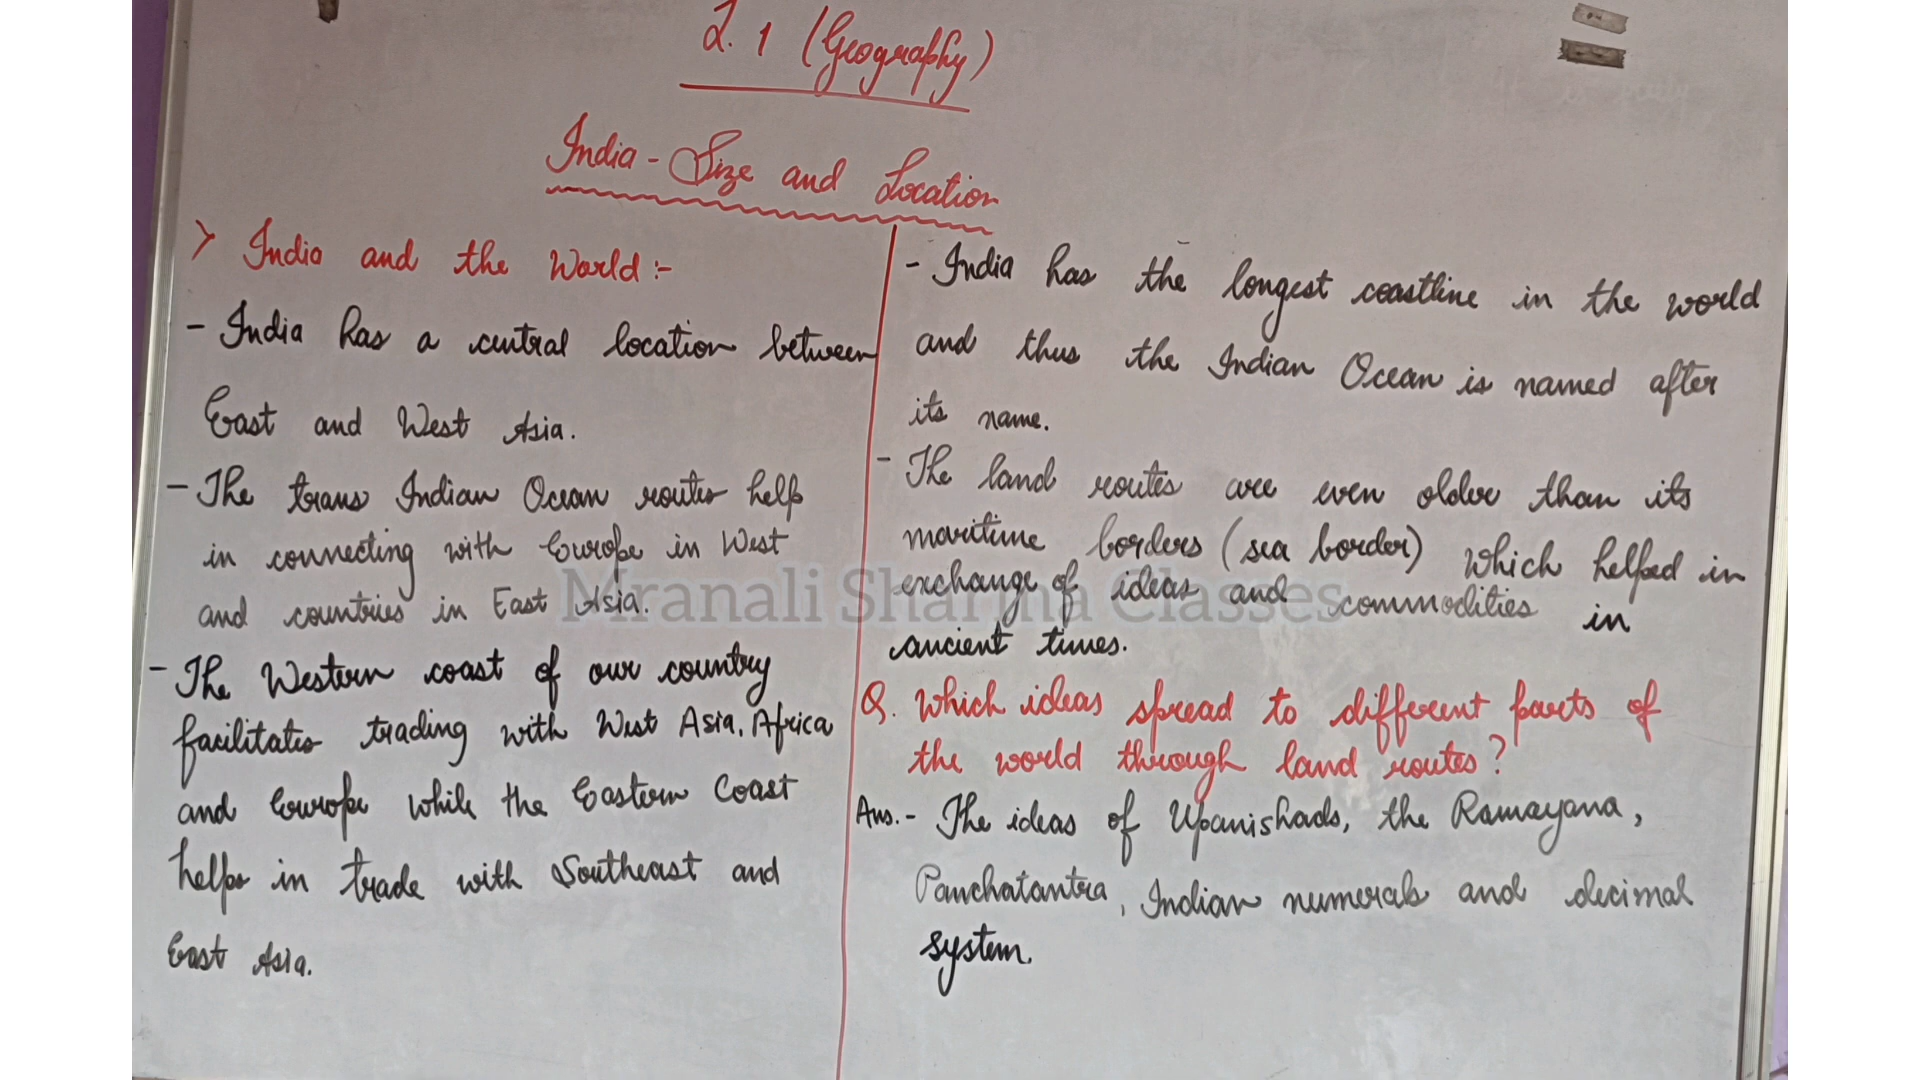 2.1 (Geography)
India - Size and Location
> India and the World :-
- India has a central location between
East and West Asia.
- The trans Indian Ocean routes help
in connecting with Europe in West
and countries in East Asia.
- The Western coast of our country
facilitates trading with West Asia, Africa
and Europe while the Eastern Coast
helps in trade with Southeast and
East Asia.
- India has the longest coastline in the world
and thus the Indian Ocean is named after
its name.
- The land routes are even older than its
maritime borders (sea border) which helped in
exchange of ideas and commodities in
ancient times.
Q. Which ideas spread to different parts of
the world through land routes?
Ans.- The ideas of Upanishads, the Ramayana,
Panchatantra, Indian numerals and decimal
system.
Mranali Sharma Classes